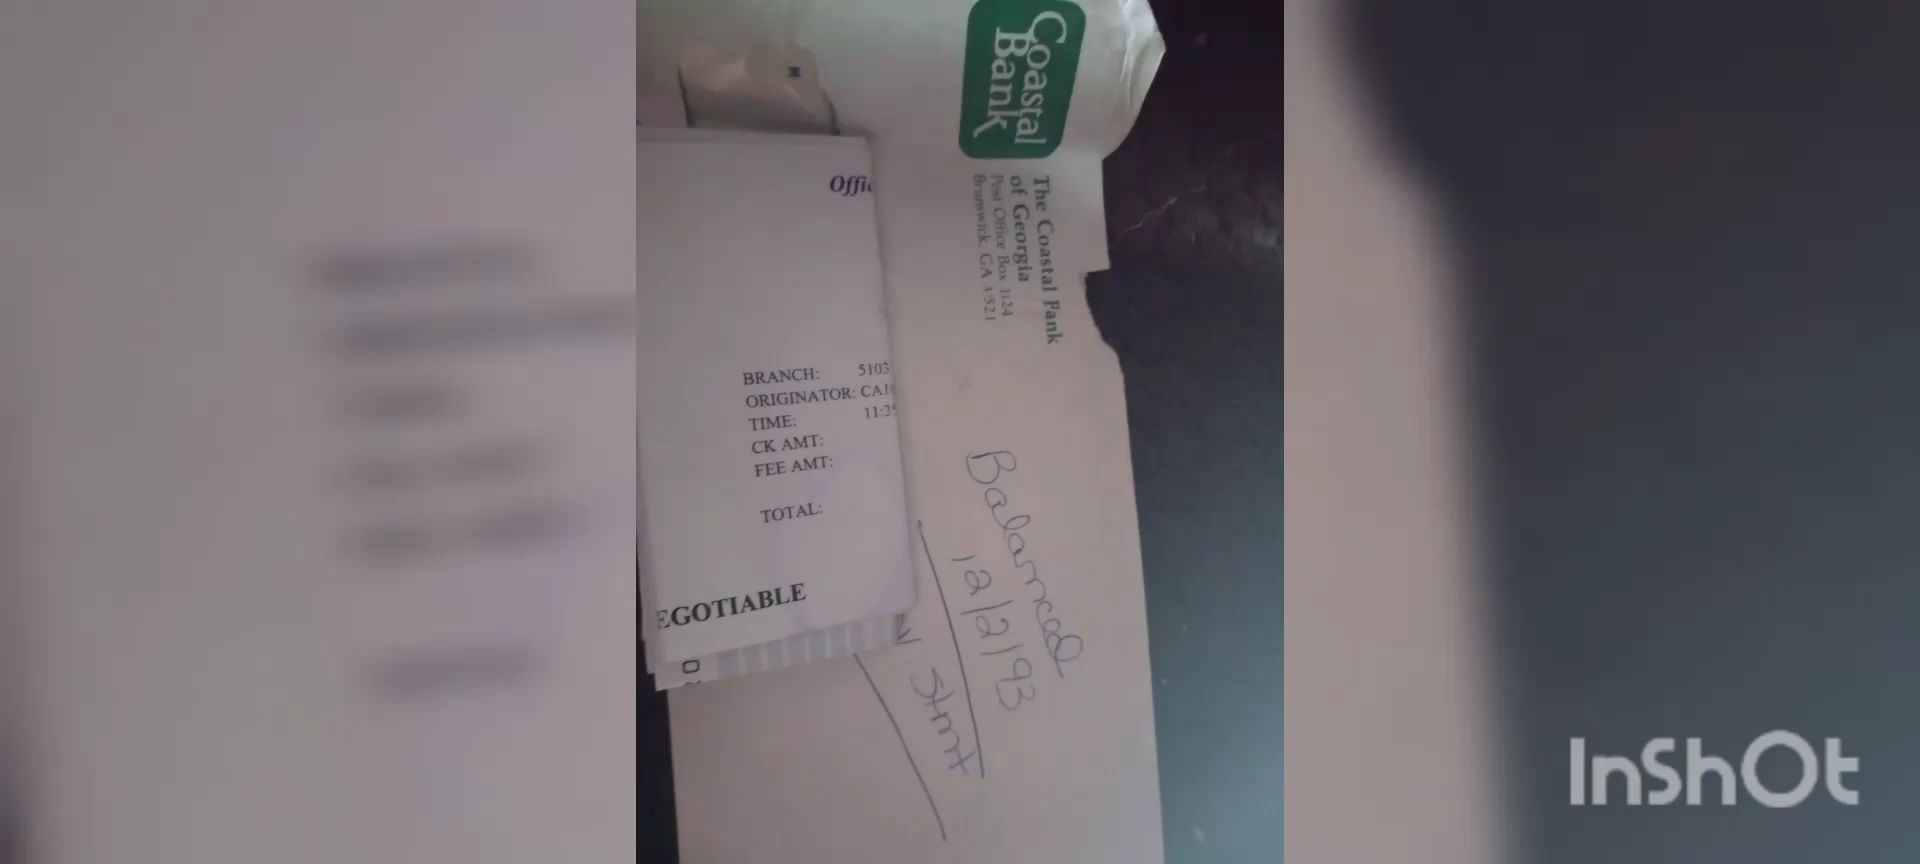 Coastal
Bank
The Coastal Bank
of Georgia
Post Office Box 1124
Brunswick, GA
Offic
BRANCH: 5103
ORIGINATOR: CA1
TIME: 11:3
CK AMT:
FEE AMT:
TOTAL:
EGOTIABLE
Balanced
12/2/93
Stmt
InShOt